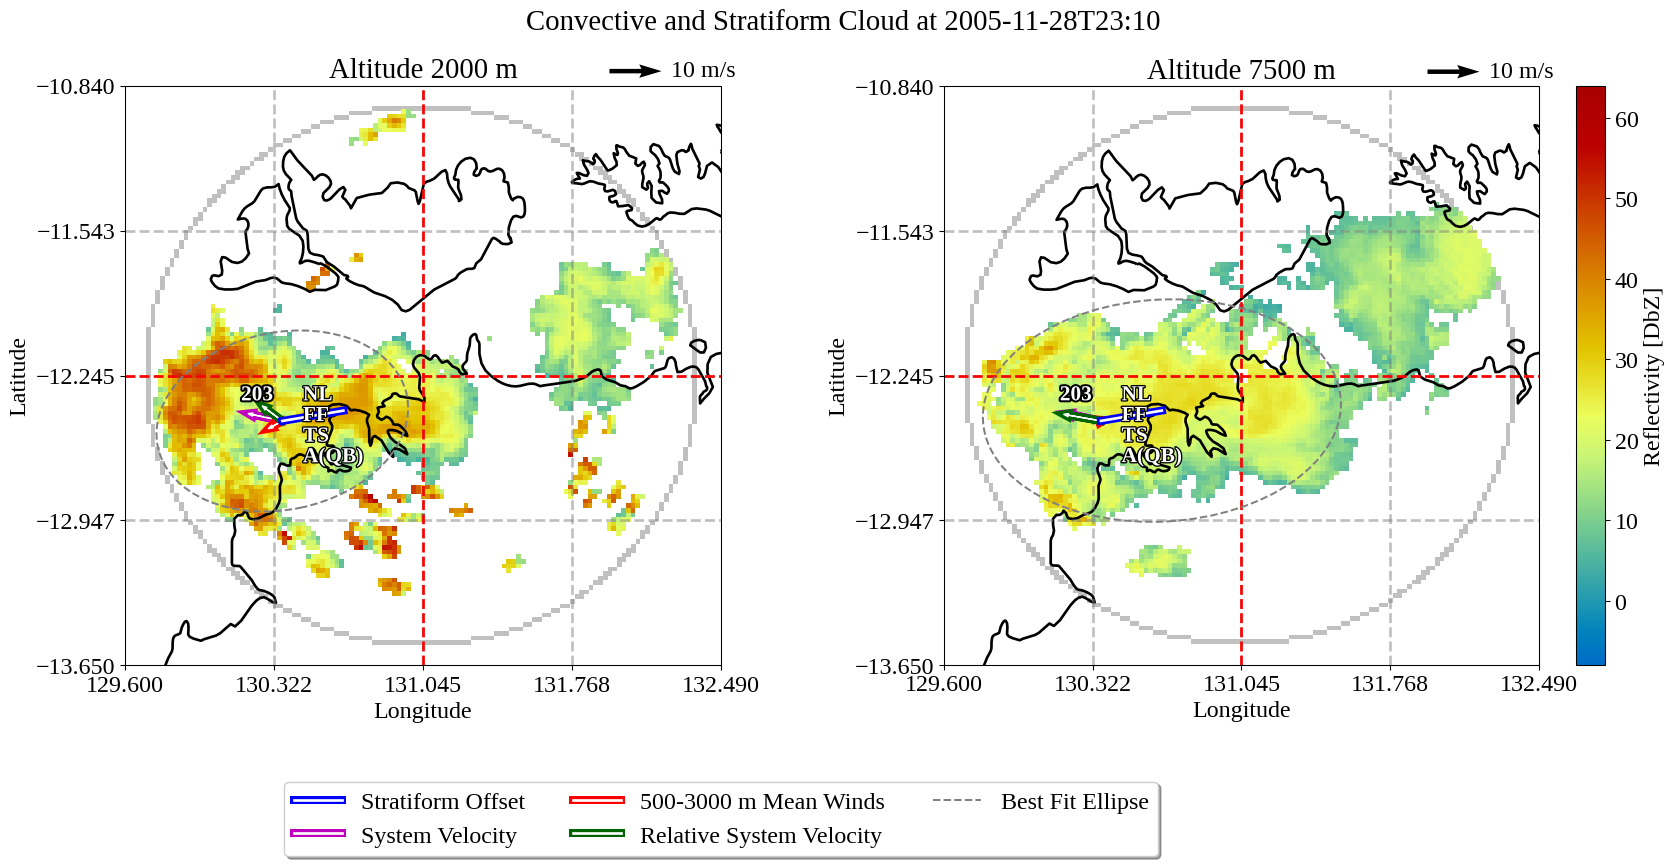 Convective and Stratiform Cloud at 2005-11-28T23:10
Altitude 2000 m
10 m/s
−10.840
−11.543
−12.245
−12.947
−13.650
129.600
130.322
131.045
131.768
132.490
Latitude
Longitude
203
NL
FF
TS
A(QB)
Altitude 7500 m
10 m/s
−10.840
−11.543
−12.245
−12.947
−13.650
129.600
130.322
131.045
131.768
132.490
Latitude
Longitude
203
NL
FF
TS
A(QB)
60
50
40
30
20
10
0
Reflectivity [DbZ]
Stratiform Offset
System Velocity
500-3000 m Mean Winds
Relative System Velocity
Best Fit Ellipse